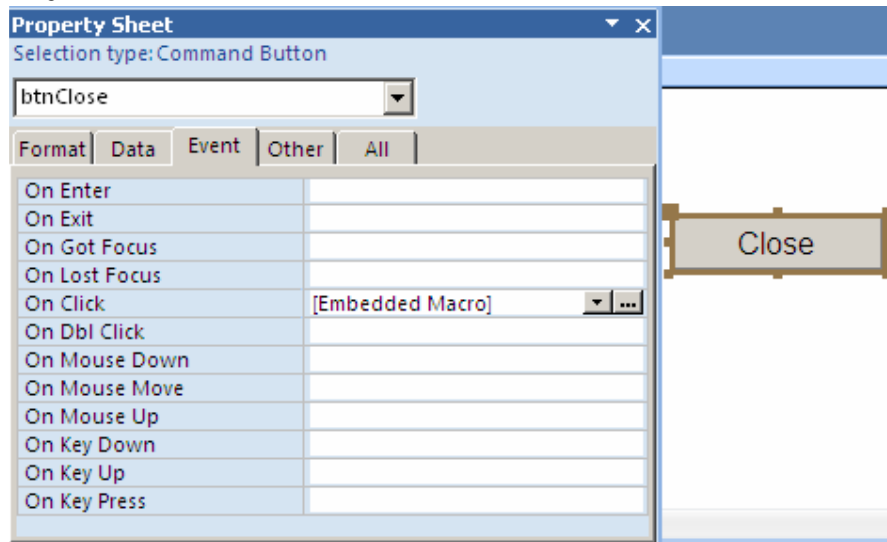 Property Sheet
Selection type: Command Button
btnClose
Format Data Event Other All
On Enter
On Exit
On Got Focus
On Lost Focus
On Click [Embedded Macro] ...
On Dbl Click
On Mouse Down
On Mouse Move
On Mouse Up
On Key Down
On Key Up
On Key Press
Close